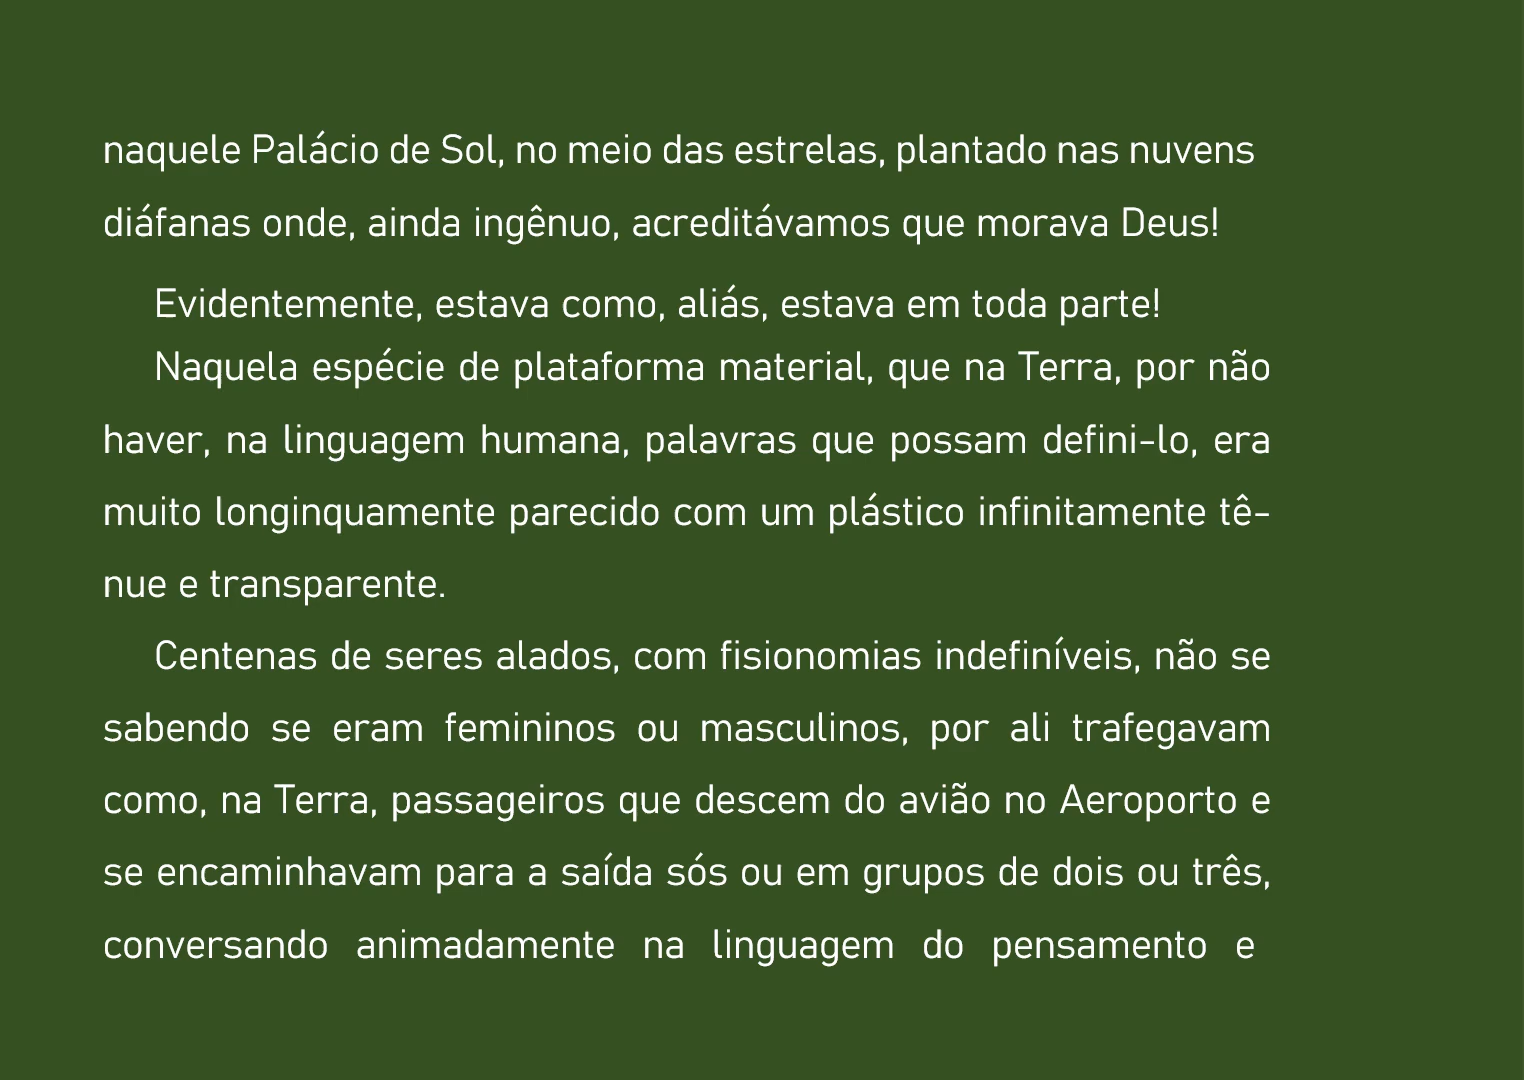 naquele Palácio de Sol, no meio das estrelas, plantado nas nuvens
diáfanas onde, ainda ingênuo, acreditávamos que morava Deus!
Evidentemente, estava como, aliás, estava em toda parte!
Naquela espécie de plataforma material, que na Terra, por não
haver, na linguagem humana, palavras que possam defini-lo, era
muito longinquamente parecido com um plástico infinitamente tê-
nue e transparente.
Centenas de seres alados, com fisionomias indefiníveis, não se
sabendo se eram femininos ou masculinos, por ali trafegavam
como, na Terra, passageiros que descem do avião no Aeroporto e
se encaminhavam para a saída sós ou em grupos de dois ou três,
conversando animadamente na linguagem do pensamento e